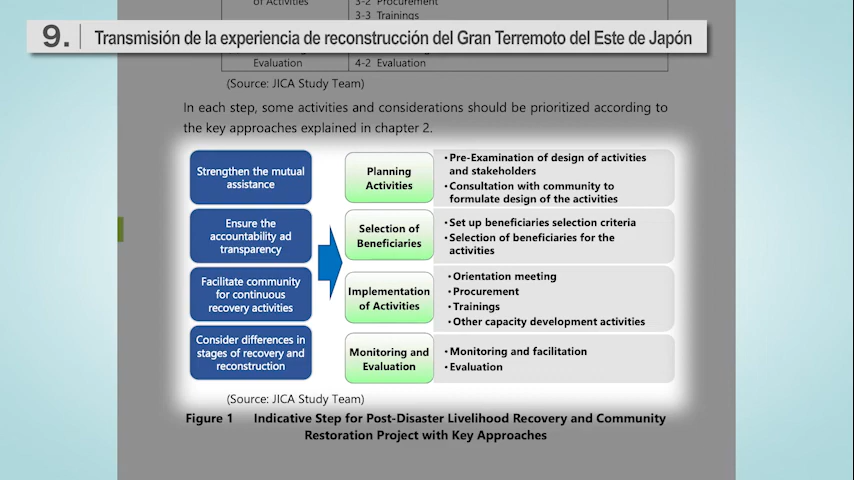 of Activities
3-2 Procurement
3-3 Trainings
9. Transmisión de la experiencia de reconstrucción del Gran Terremoto del Este de Japón
Evaluation
4-2 Evaluation
(Source: JICA Study Team)
In each step, some activities and considerations should be prioritized according to
the key approaches explained in chapter 2.
Strengthen the mutual
assistance
Ensure the
accountability ad
transparency
Facilitate community
for continuous
recovery activities
Consider differences in
stages of recovery and
reconstruction
Planning
Activities
・Pre-Examination of design of activities
and stakeholders
・Consultation with community to
formulate design of the activities
Selection of
Beneficiaries
・Set up beneficiaries selection criteria
・Selection of beneficiaries for the
activities
Implementation
of Activities
・Orientation meeting
・Procurement
・Trainings
・Other capacity development activities
Monitoring and
Evaluation
・Monitoring and facilitation
・Evaluation
(Source: JICA Study Team)
Figure 1 Indicative Step for Post-Disaster Livelihood Recovery and Community
Restoration Project with Key Approaches